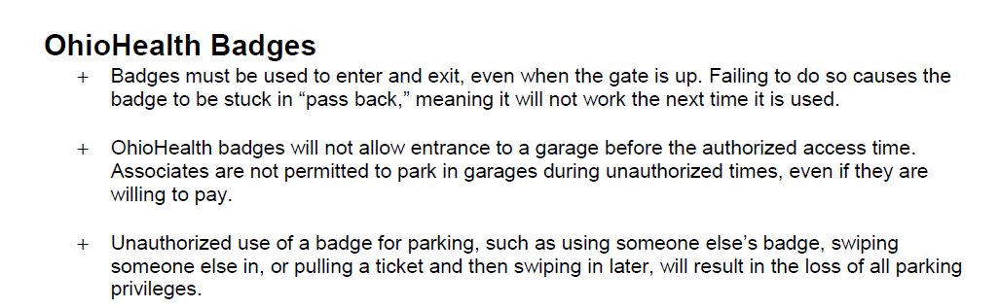 OhioHealth Badges
+ Badges must be used to enter and exit, even when the gate is up. Failing to do so causes the
badge to be stuck in “pass back,” meaning it will not work the next time it is used.
+ OhioHealth badges will not allow entrance to a garage before the authorized access time.
Associates are not permitted to park in garages during unauthorized times, even if they are
willing to pay.
+ Unauthorized use of a badge for parking, such as using someone else’s badge, swiping
someone else in, or pulling a ticket and then swiping in later, will result in the loss of all parking
privileges.